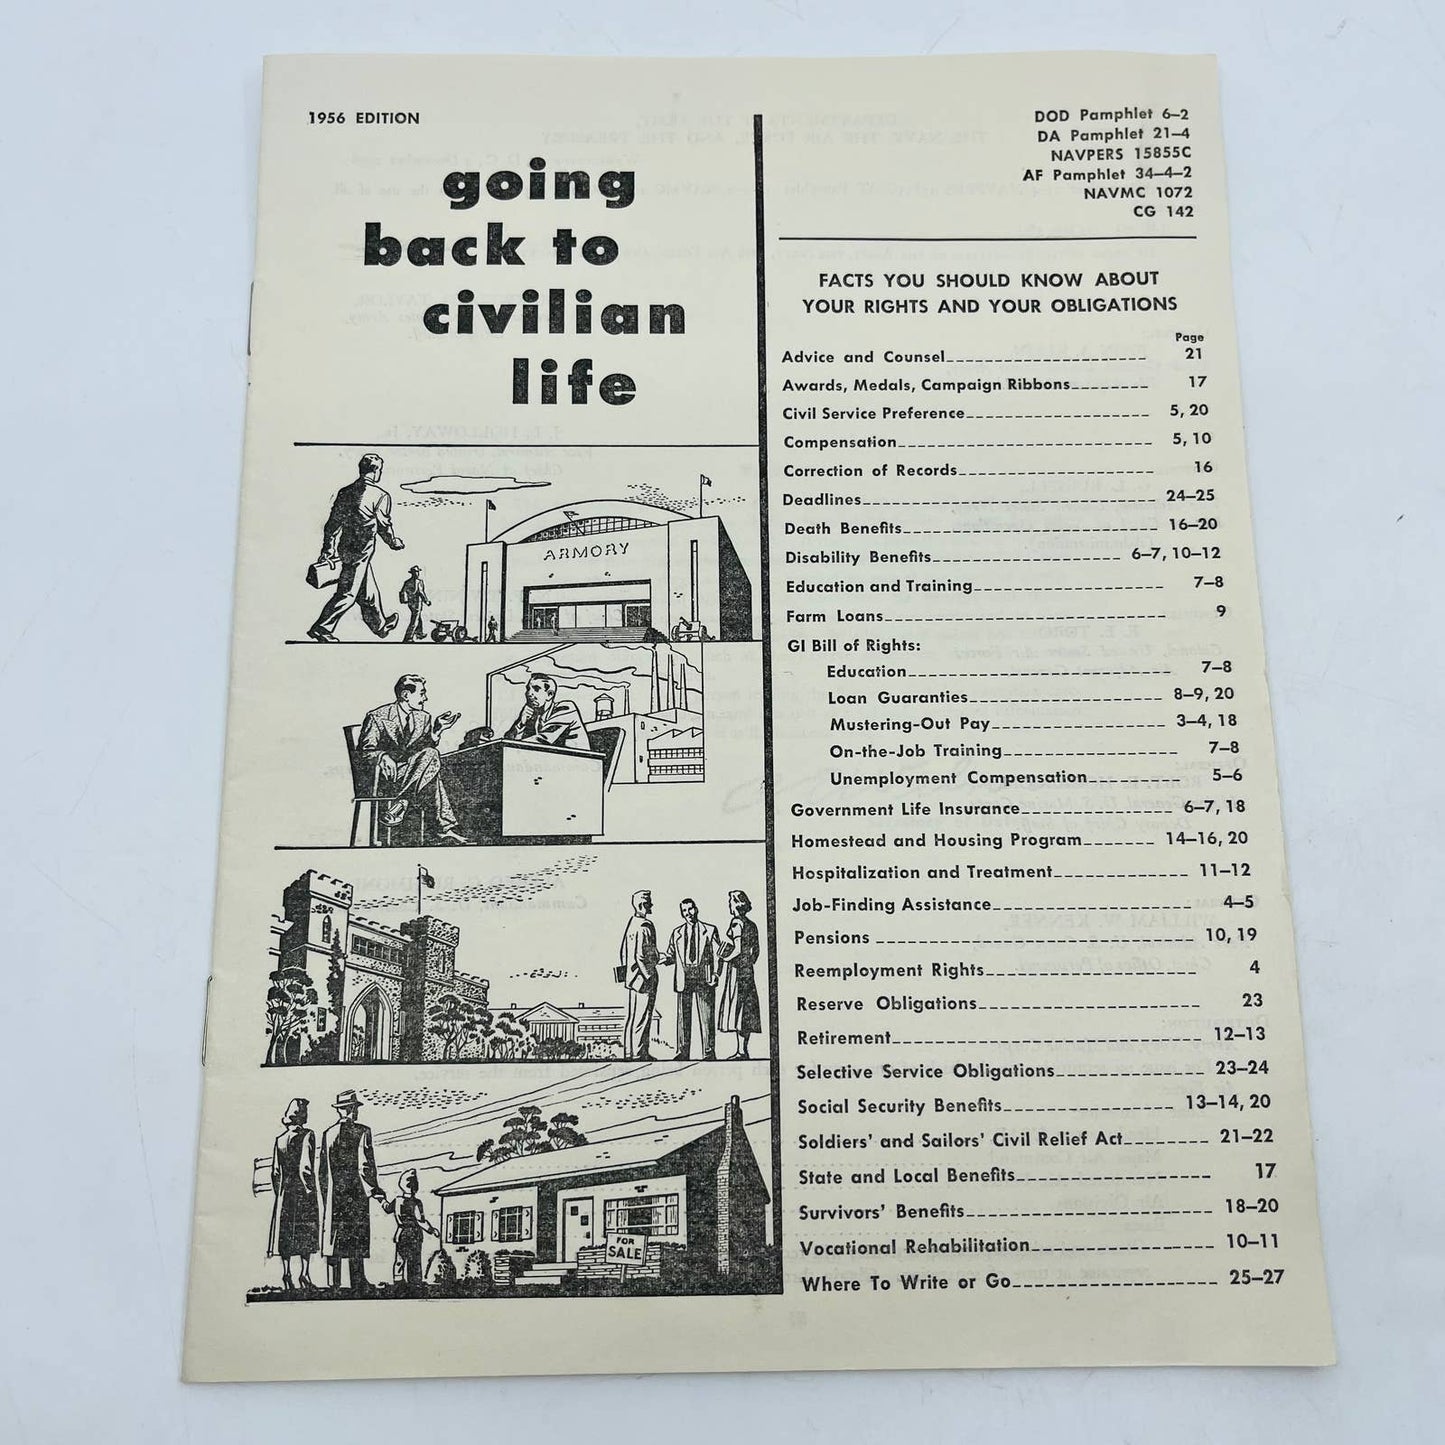 1956 EDITION
going
back to
civilian
life
ARMORY
FOR
SALE
DOD Pamphlet 6–2
DA Pamphlet 21–4
NAVPERS 15855C
AF Pamphlet 34–4–2
NAVMC 1072
CG 142
FACTS YOU SHOULD KNOW ABOUT
YOUR RIGHTS AND YOUR OBLIGATIONS
Page
Advice and Counsel 21
Awards, Medals, Campaign Ribbons 17
Civil Service Preference 5, 20
Compensation 5, 10
Correction of Records 16
Deadlines 24–25
Death Benefits 16–20
Disability Benefits 6–7, 10–12
Education and Training 7–8
Farm Loans 9
GI Bill of Rights:
Education 7–8
Loan Guaranties 8–9, 20
Mustering-Out Pay 3–4, 18
On-the-Job Training 7–8
Unemployment Compensation 5–6
Government Life Insurance 6–7, 18
Homestead and Housing Program 14–16, 20
Hospitalization and Treatment 11–12
Job-Finding Assistance 4–5
Pensions 10, 19
Reemployment Rights 4
Reserve Obligations 23
Retirement 12–13
Selective Service Obligations 23–24
Social Security Benefits 13–14, 20
Soldiers' and Sailors' Civil Relief Act 21–22
State and Local Benefits 17
Survivors' Benefits 18–20
Vocational Rehabilitation 10–11
Where To Write or Go 25–27